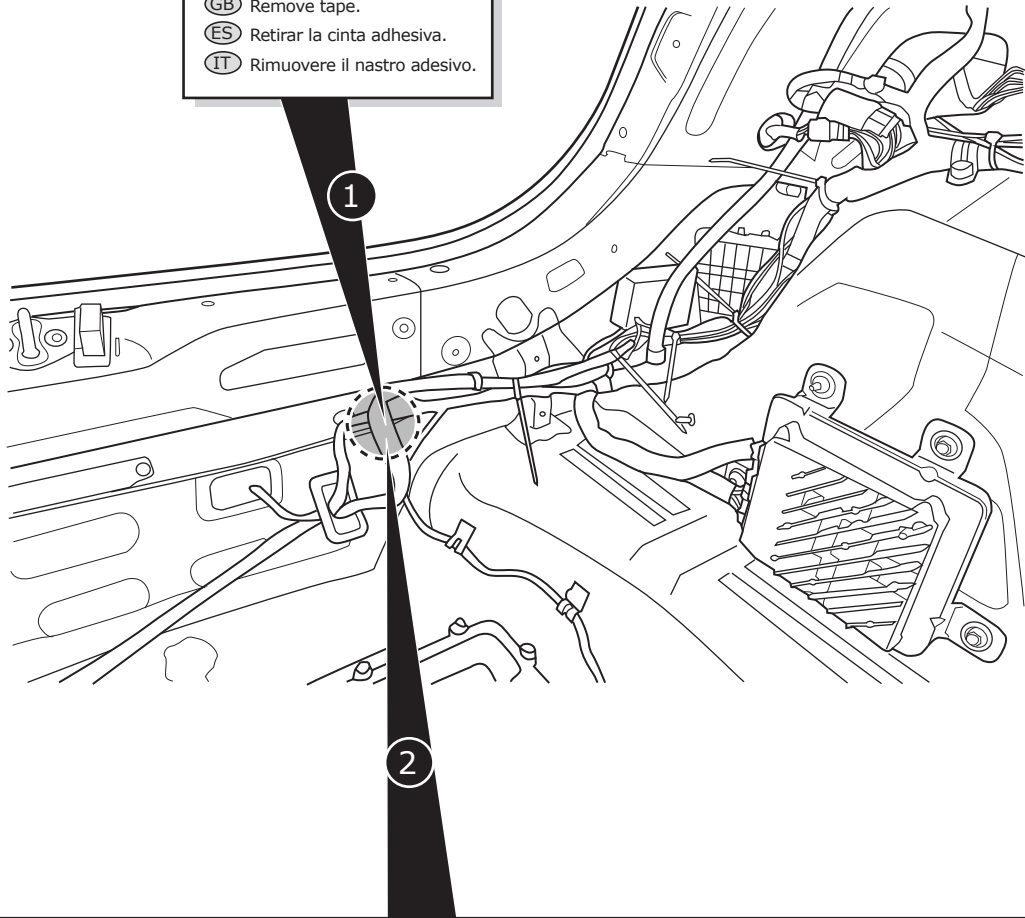 GB Remove tape.
ES Retirar la cinta adhesiva.
IT Rimuovere il nastro adesivo.
1
2